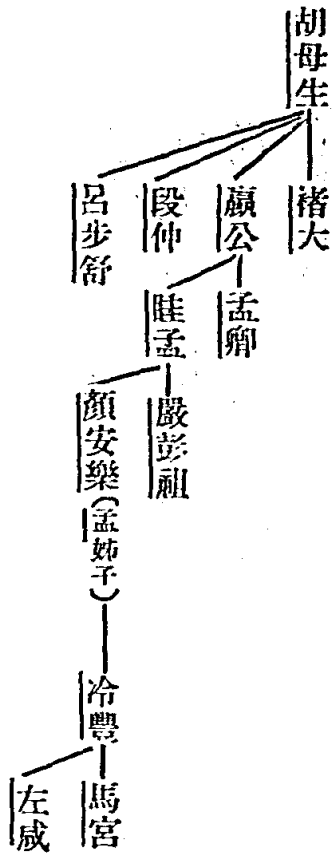 胡母生
褚大
嬴公
段仲
呂步舒
孟卿
眭孟
嚴彭祖
顏安樂(孟姊子)
冷豐
馬宮
左咸